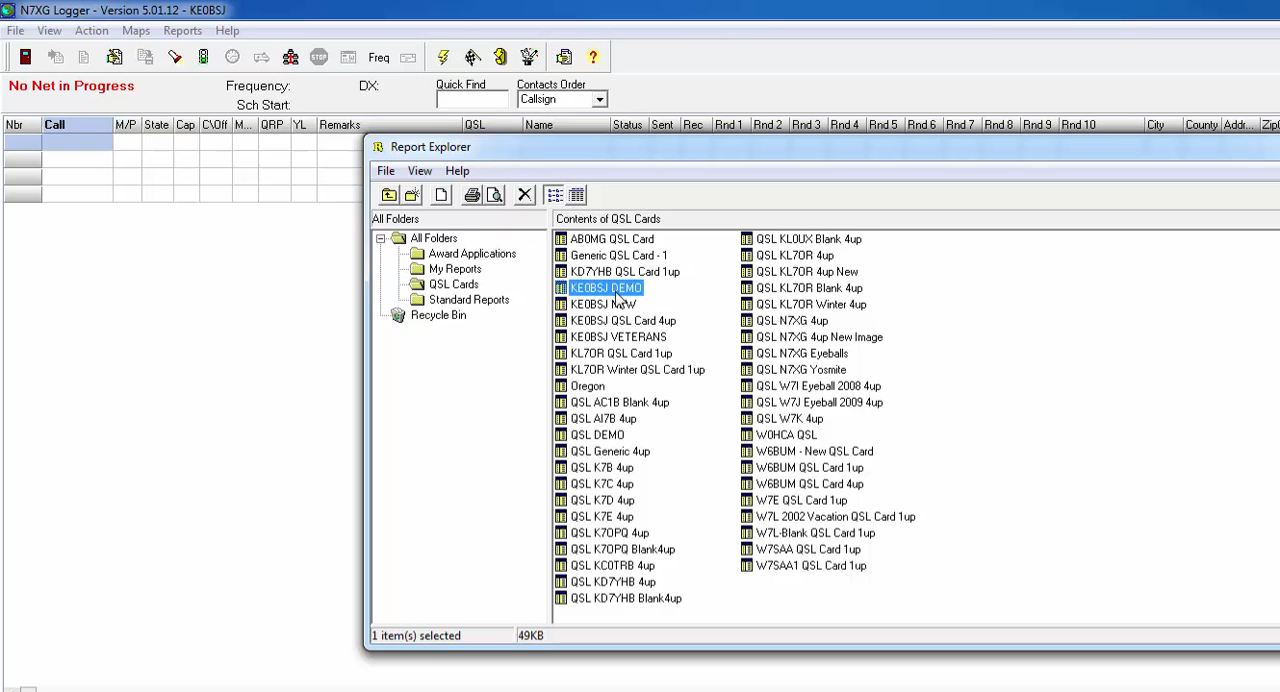 N7XG Logger - Version 5.01.12 - KE0BSJ
File View Action Maps Reports Help
STOP Freq ?
No Net in Progress Frequency: DX: Quick Find Contacts Order
Sch Start: Callsign
Nbr Call M/P State Cap C\Off M... QRP YL Remarks QSL Name Status Sent Rec Rnd 1 Rnd 2 Rnd 3 Rnd 4 Rnd 5 Rnd 6 Rnd 7 Rnd 8 Rnd 9 Rnd 10 City County Addr... ZipC
Report Explorer
File View Help
All Folders
All Folders
Award Applications
My Reports
QSL Cards
Standard Reports
Recycle Bin
Contents of QSL Cards
AB0MG QSL Card
Generic QSL Card - 1
KD7YHB QSL Card 1up
KE0BSJ DEMO
KE0BSJ NEW
KE0BSJ QSL Card 4up
KE0BSJ VETERANS
KL7OR QSL Card 1up
KL7OR Winter QSL Card 1up
Oregon
QSL AC1B Blank 4up
QSL AI7B 4up
QSL DEMO
QSL Generic 4up
QSL K7B 4up
QSL K7C 4up
QSL K7D 4up
QSL K7E 4up
QSL K7OPQ 4up
QSL K7OPQ Blank4up
QSL KC0TRB 4up
QSL KD7YHB 4up
QSL KD7YHB Blank4up
QSL KL0UX Blank 4up
QSL KL7OR 4up
QSL KL7OR 4up New
QSL KL7OR Blank 4up
QSL KL7OR Winter 4up
QSL N7XG 4up
QSL N7XG 4up New Image
QSL N7XG Eyeballs
QSL N7XG Yosmite
QSL W7I Eyeball 2008 4up
QSL W7J Eyeball 2009 4up
QSL W7K 4up
W0HCA QSL
W6BUM - New QSL Card
W6BUM QSL Card 1up
W6BUM QSL Card 4up
W7E QSL Card 1up
W7L 2002 Vacation QSL Card 1up
W7L-Blank QSL Card 1up
W7SAA QSL Card 1up
W7SAA1 QSL Card 1up
1 item(s) selected 49KB